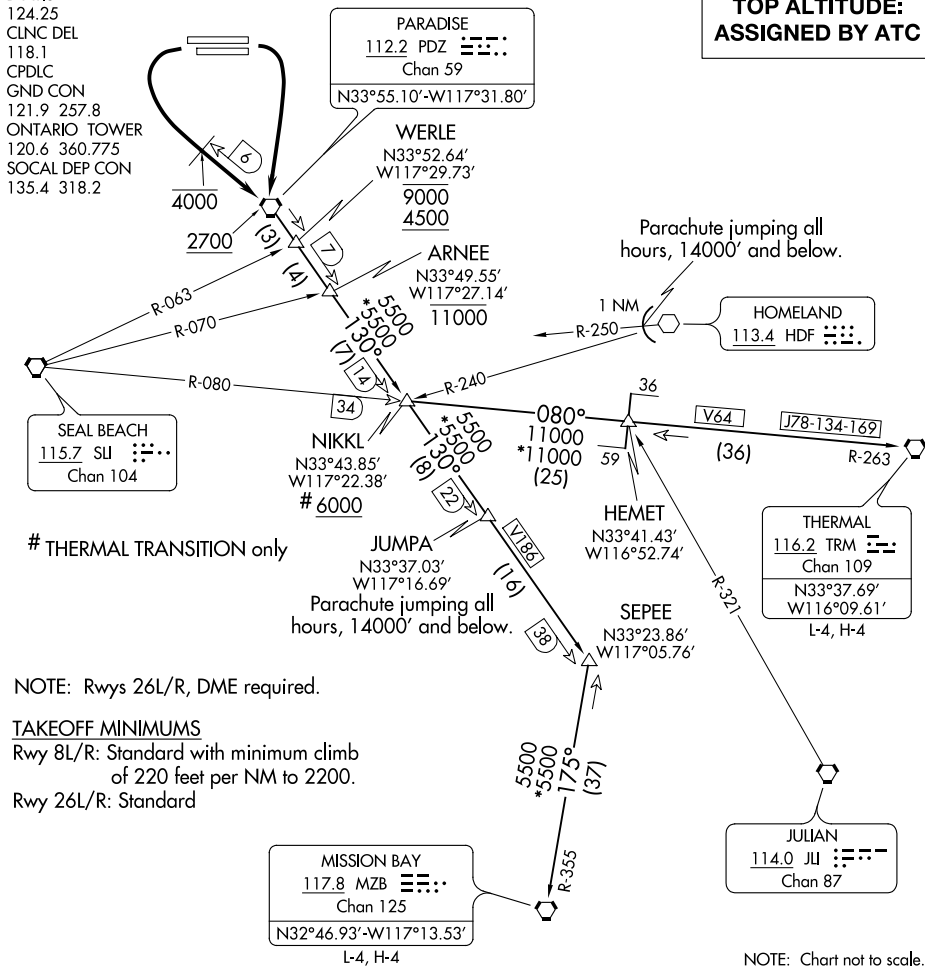 124.25
CLNC DEL
118.1
CPDLC
GND CON
121.9 257.8
ONTARIO TOWER
120.6 360.775
SOCAL DEP CON
135.4 318.2
TOP ALTITUDE:
ASSIGNED BY ATC
PARADISE
112.2 PDZ
Chan 59
N33°55.10'-W117°31.80'
6
4000
2700
WERLE
N33°52.64'
W117°29.73'
9000
4500
(3)
7
(4)
ARNEE
N33°49.55'
W117°27.14'
11000
R-063
R-070
R-080
5500
*5500
130°
(7)
14
34
Parachute jumping all
hours, 14000' and below.
1 NM
R-250
R-240
HOMELAND
113.4 HDF
SEAL BEACH
115.7 SLI
Chan 104
NIKKL
N33°43.85'
W117°22.38'
# 6000
# THERMAL TRANSITION only
5500
*5500
130°
(8)
22
080°
11000
*11000
(25)
36
59
V64
J78-134-169
(36)
R-263
HEMET
N33°41.43'
W116°52.74'
THERMAL
116.2 TRM
Chan 109
N33°37.69'
W116°09.61'
L-4, H-4
JUMPA
N33°37.03'
W117°16.69'
Parachute jumping all
hours, 14000' and below.
V186
(16)
38
SEPEE
N33°23.86'
W117°05.76'
R-321
NOTE: Rwys 26L/R, DME required.
TAKEOFF MINIMUMS
Rwy 8L/R: Standard with minimum climb
of 220 feet per NM to 2200.
Rwy 26L/R: Standard
5500
*5500
175°
(37)
R-355
MISSION BAY
117.8 MZB
Chan 125
N32°46.93'-W117°13.53'
L-4, H-4
JULIAN
114.0 JLI
Chan 87
NOTE: Chart not to scale.